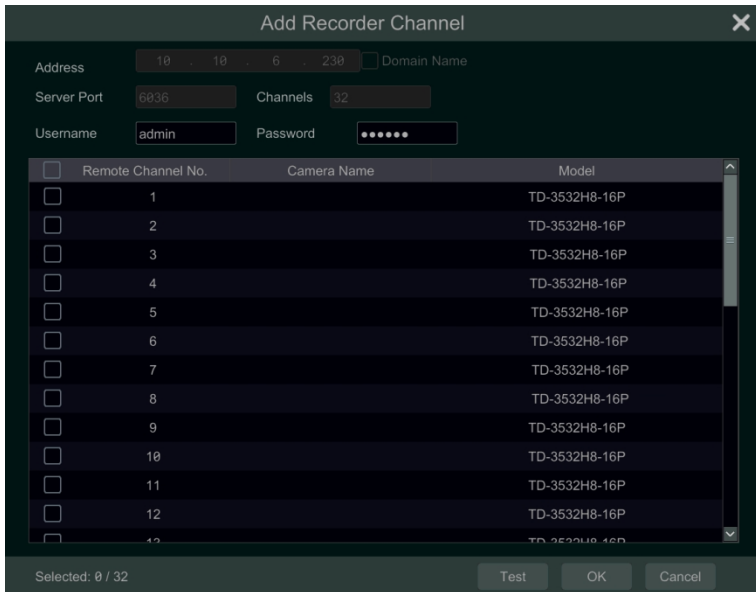 Add Recorder Channel
Address 10 . 10 . 6 . 230 Domain Name
Server Port 6036 Channels 32
Username admin Password ●●●●●●
Remote Channel No. Camera Name Model
1 TD-3532H8-16P
2 TD-3532H8-16P
3 TD-3532H8-16P
4 TD-3532H8-16P
5 TD-3532H8-16P
6 TD-3532H8-16P
7 TD-3532H8-16P
8 TD-3532H8-16P
9 TD-3532H8-16P
10 TD-3532H8-16P
11 TD-3532H8-16P
12 TD-3532H8-16P
13 TD-3532H8-16P
Selected: 0 / 32 Test OK Cancel